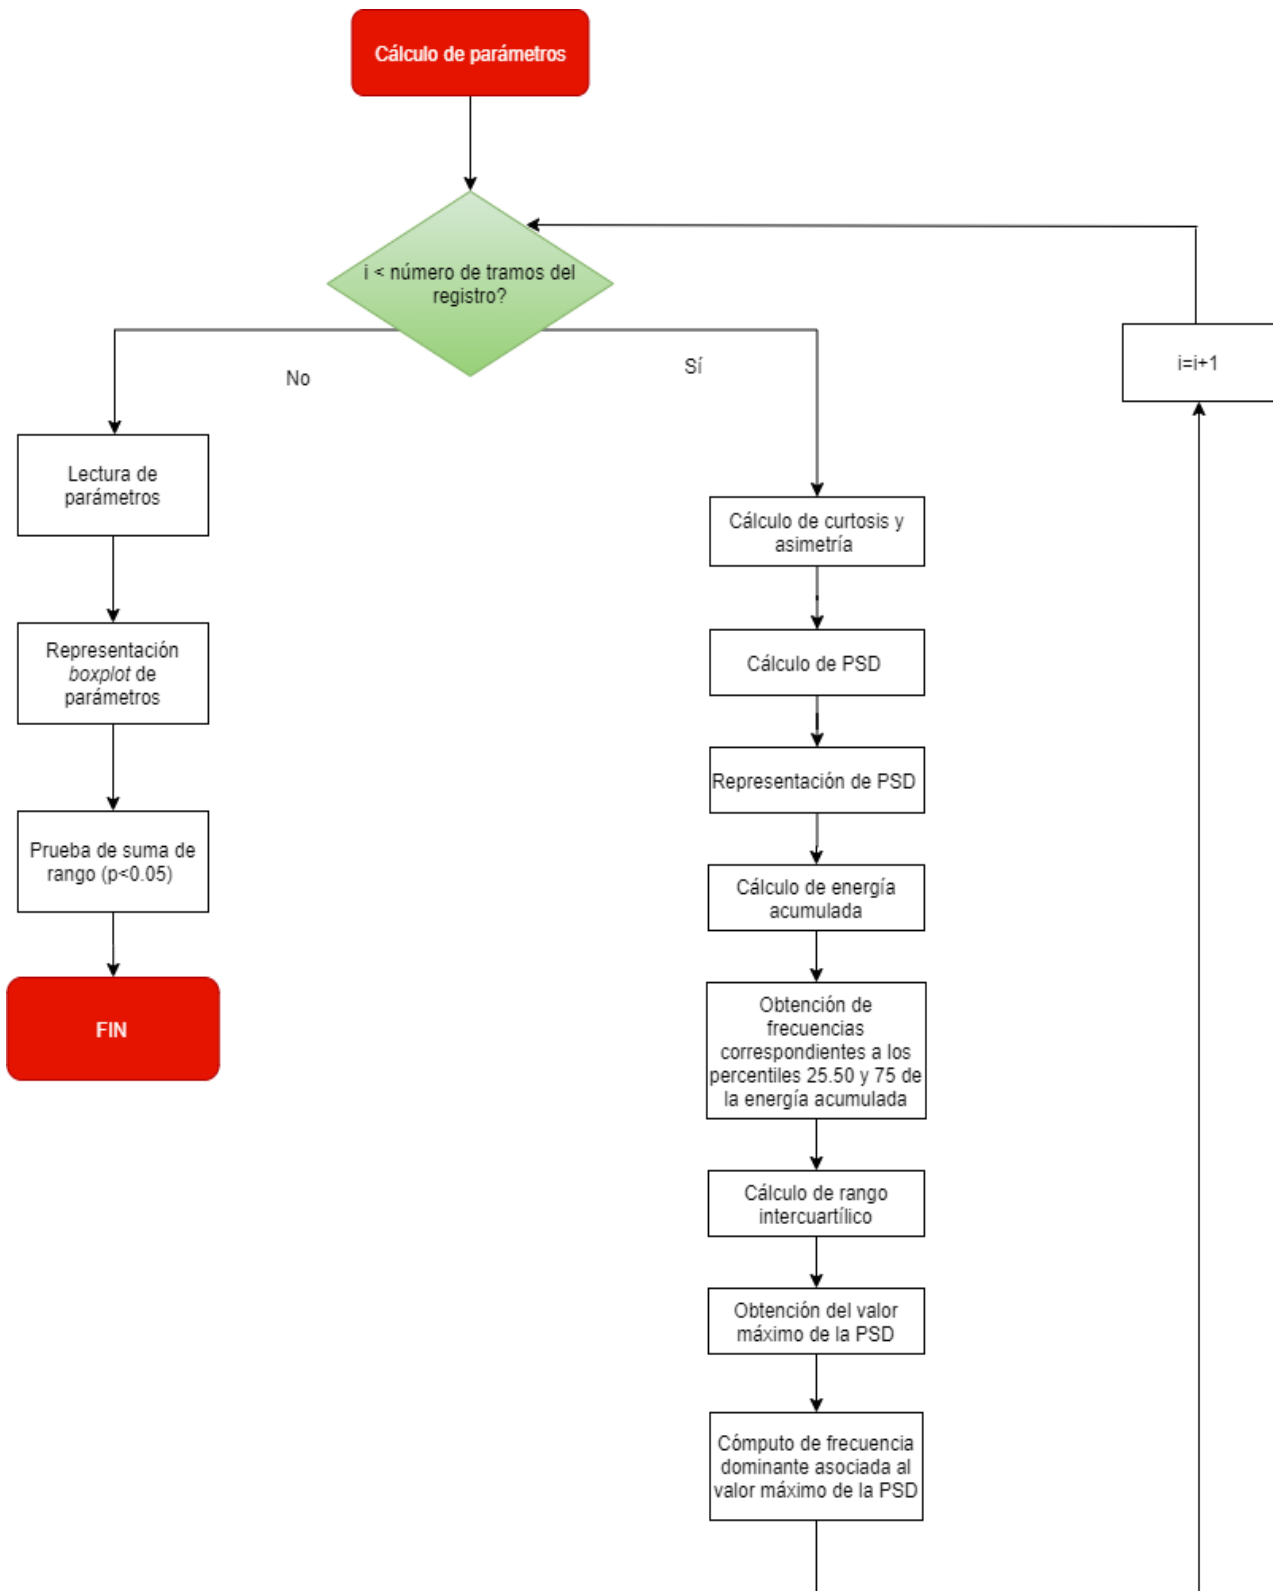 Cálculo de parámetros
i < número de tramos del
registro?
No
Sí
i=i+1
Lectura de
parámetros
Representación
boxplot de
parámetros
Prueba de suma de
rango (p<0.05)
FIN
Cálculo de curtosis y
asimetría
Cálculo de PSD
Representación de PSD
Cálculo de energía
acumulada
Obtención de
frecuencias
correspondientes a los
percentiles 25.50 y 75 de
la energía acumulada
Cálculo de rango
intercuartílico
Obtención del valor
máximo de la PSD
Cómputo de frecuencia
dominante asociada al
valor máximo de la PSD